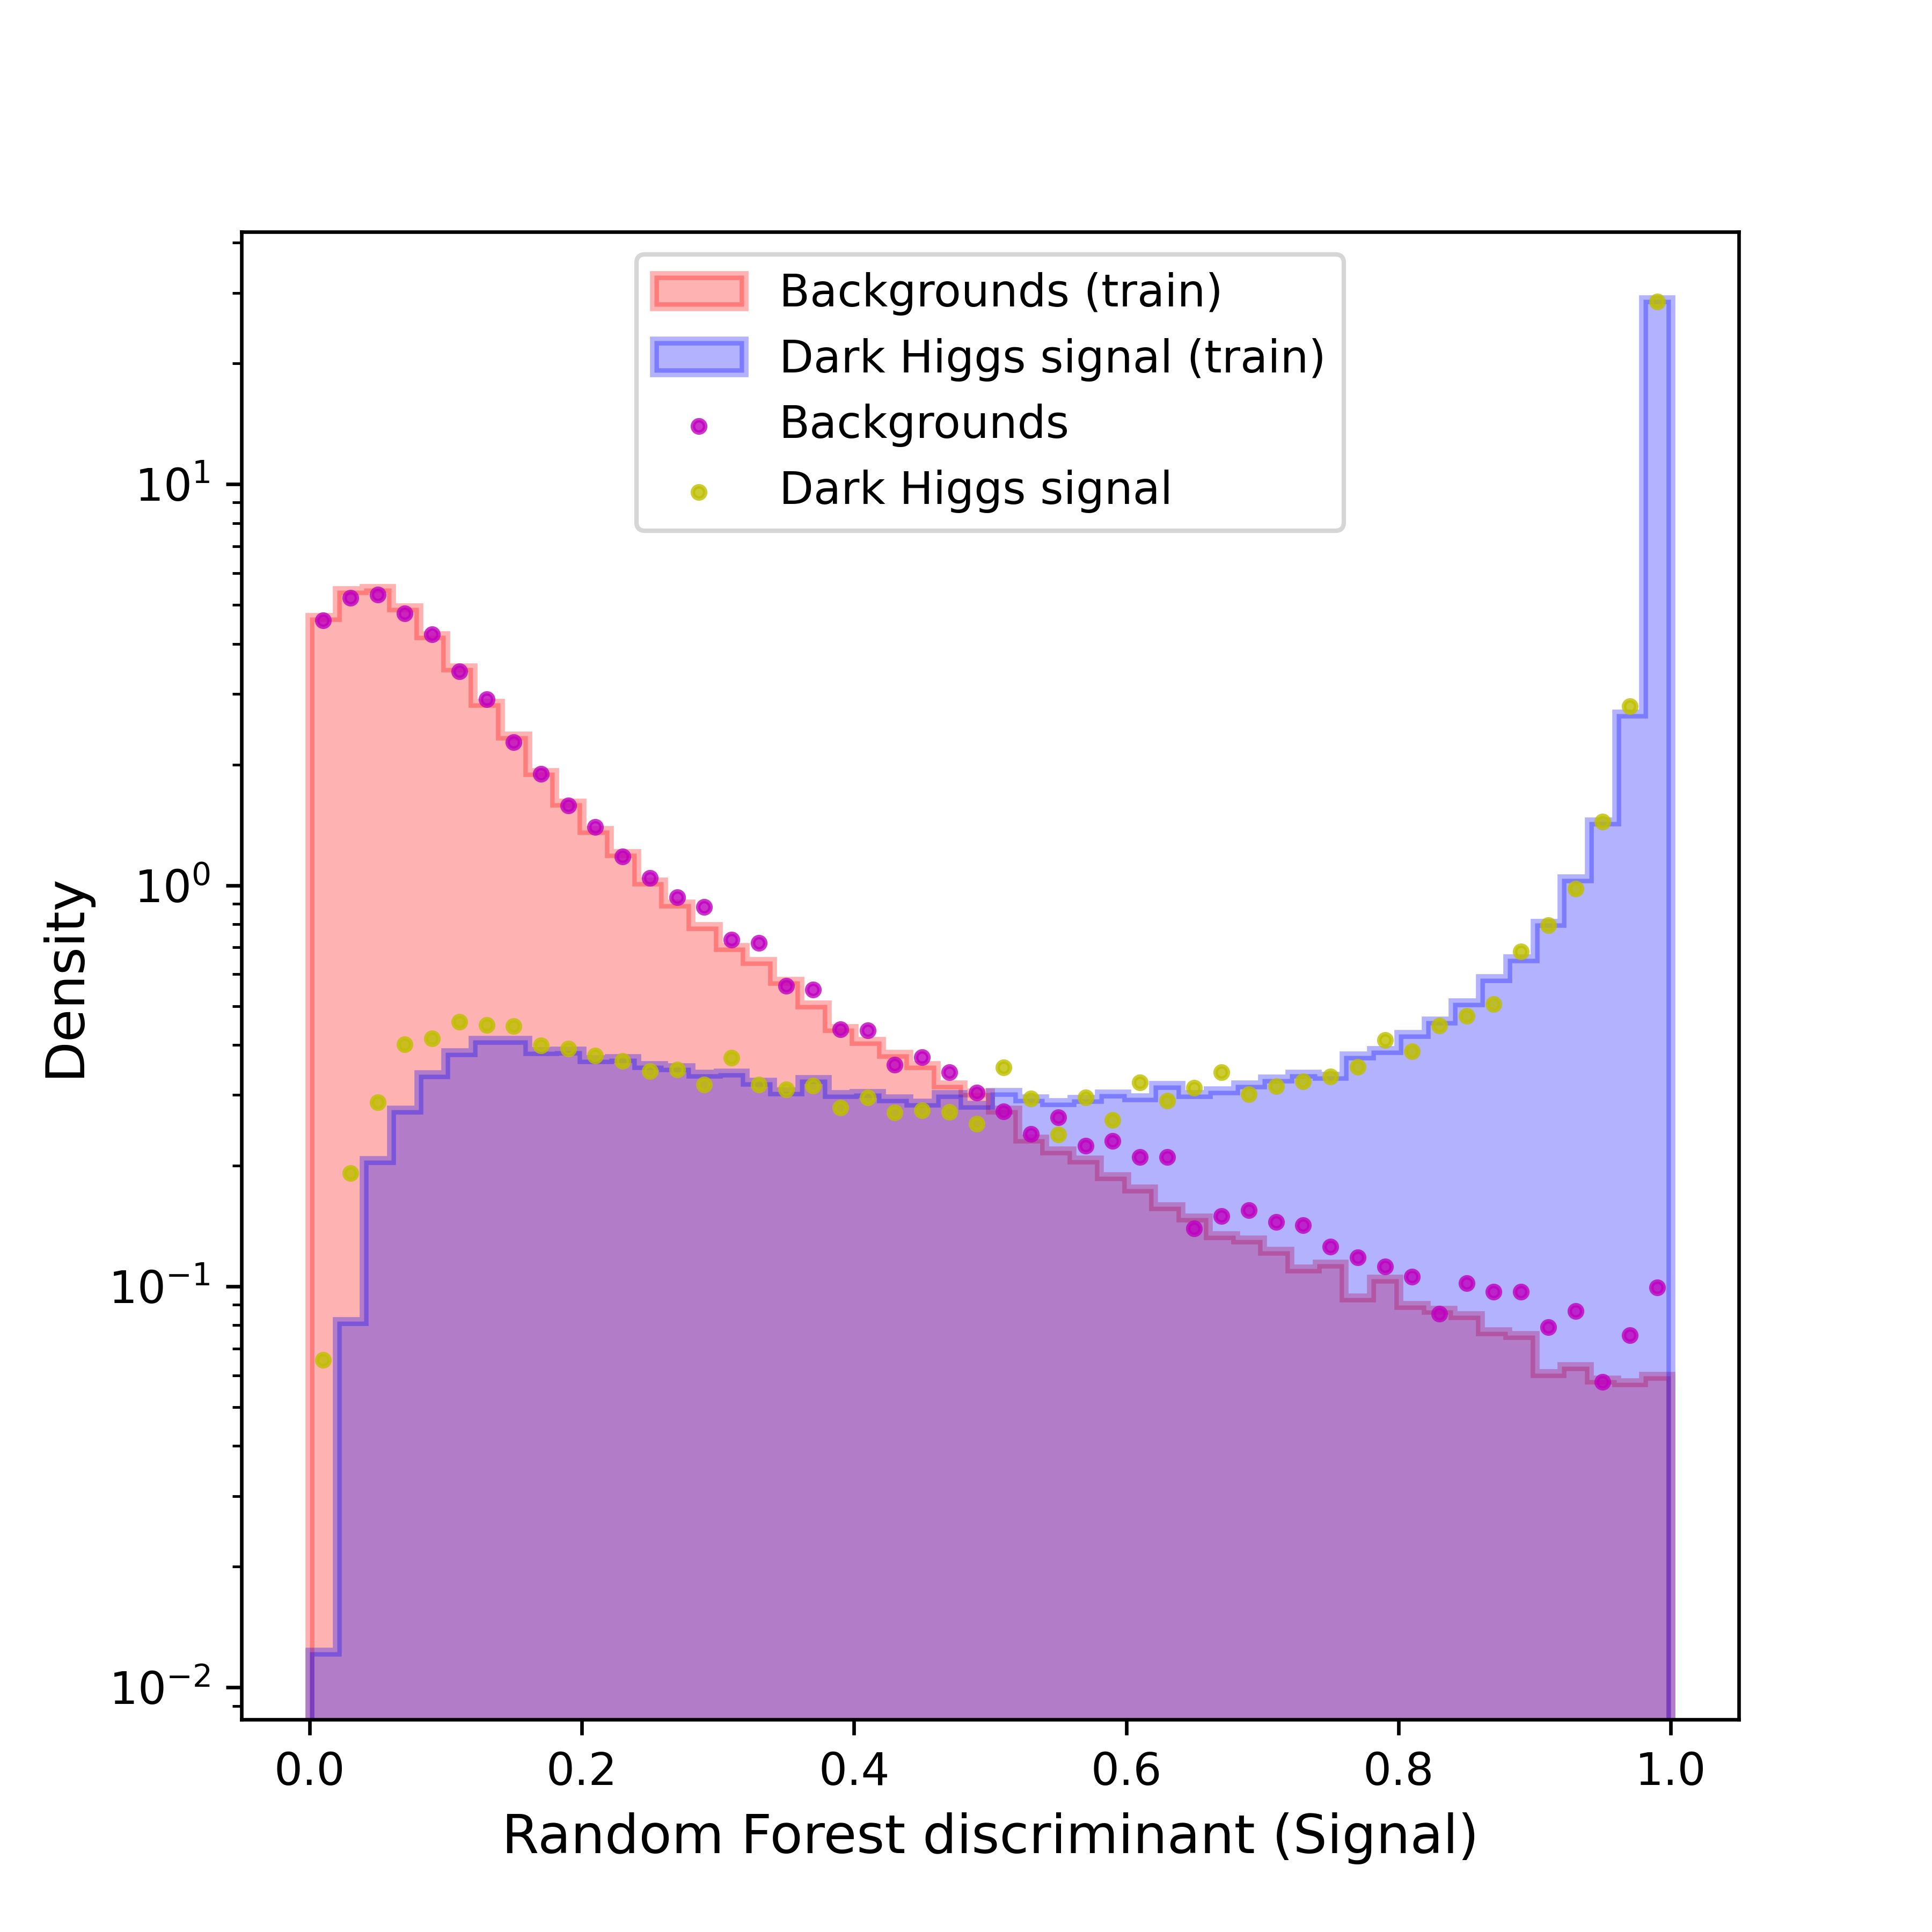 Backgrounds (train)
Dark Higgs signal (train)
Backgrounds
Dark Higgs signal
10¹
10⁰
10⁻¹
10⁻²
Density
0.0 0.2 0.4 0.6 0.8 1.0
Random Forest discriminant (Signal)